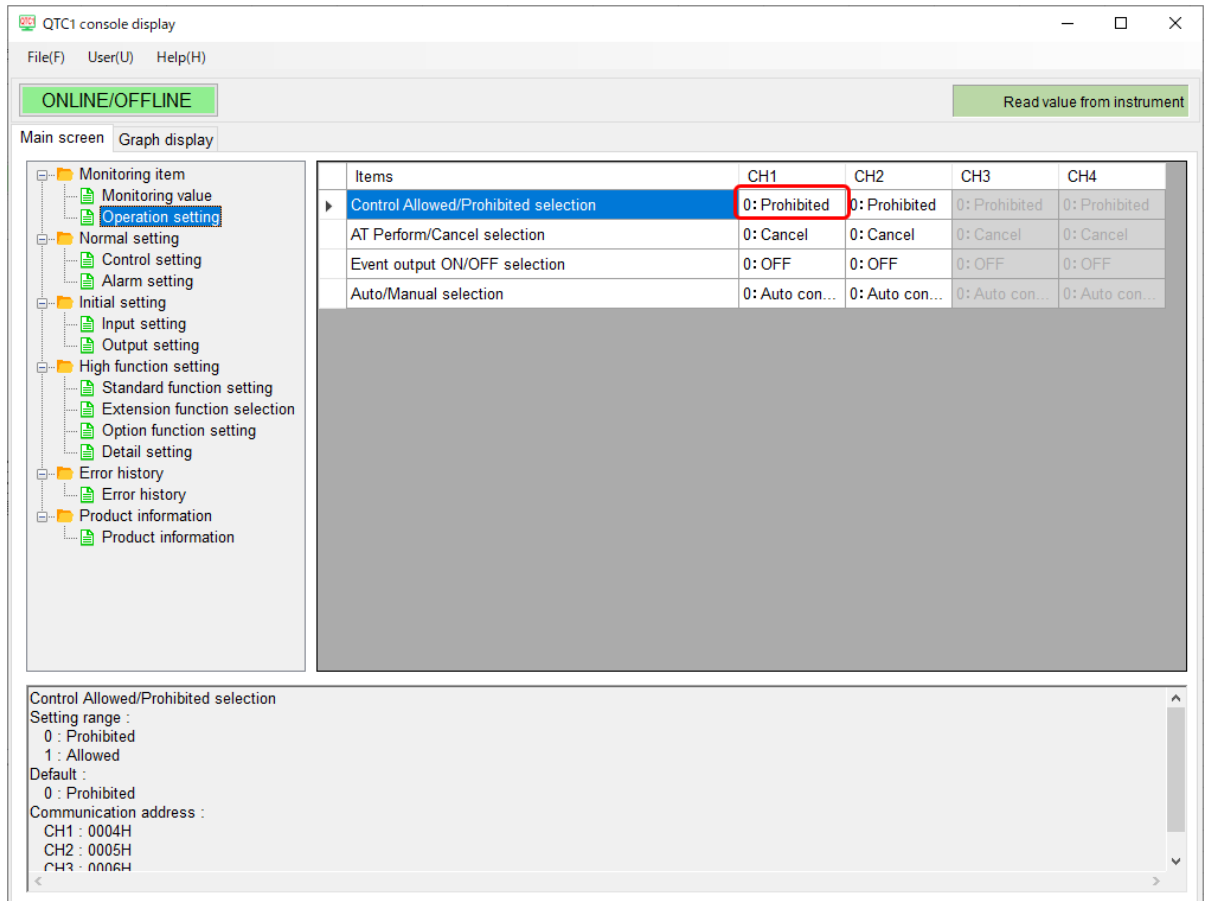 QTC1 console display
File(F) User(U) Help(H)
ONLINE/OFFLINE Read value from instrument
Main screen Graph display
Monitoring item
Monitoring value
Operation setting
Normal setting
Control setting
Alarm setting
Initial setting
Input setting
Output setting
High function setting
Standard function setting
Extension function selection
Option function setting
Detail setting
Error history
Error history
Product information
Product information
Items CH1 CH2 CH3 CH4
Control Allowed/Prohibited selection 0: Prohibited 0: Prohibited 0: Prohibited 0: Prohibited
AT Perform/Cancel selection 0: Cancel 0: Cancel 0: Cancel 0: Cancel
Event output ON/OFF selection 0: OFF 0: OFF 0: OFF 0: OFF
Auto/Manual selection 0: Auto con... 0: Auto con... 0: Auto con... 0: Auto con...
Control Allowed/Prohibited selection
Setting range :
0 : Prohibited
1 : Allowed
Default :
0 : Prohibited
Communication address :
CH1 : 0004H
CH2 : 0005H
CH3 : 0006H